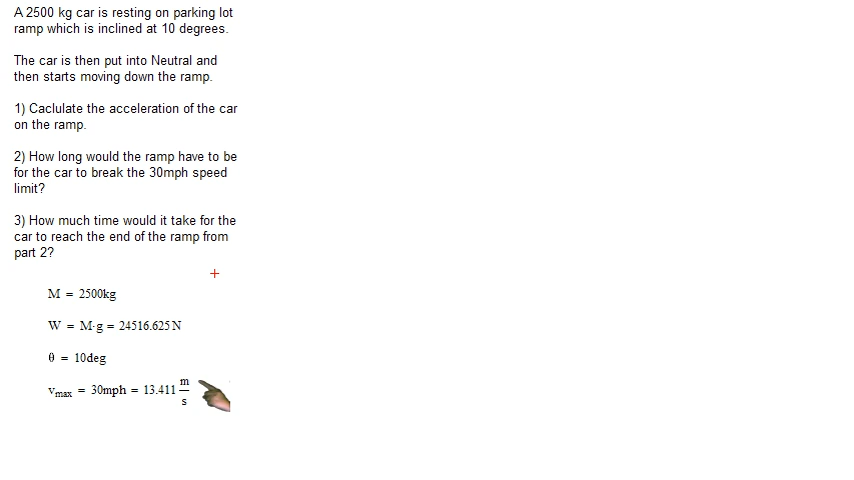 A 2500 kg car is resting on parking lot
ramp which is inclined at 10 degrees.
The car is then put into Neutral and
then starts moving down the ramp.
1) Caclulate the acceleration of the car
on the ramp.
2) How long would the ramp have to be
for the car to break the 30mph speed
limit?
3) How much time would it take for the
car to reach the end of the ramp from
part 2?
M = 2500kg
W = M·g = 24516.625 N
θ = 10deg
vmax = 30mph = 13.411 m/s